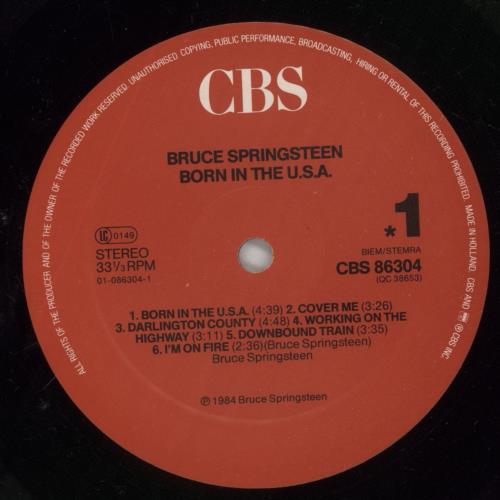 ALL RIGHTS OF THE PRODUCER AND OF THE OWNER OF THE RECORDED WORK RESERVED. UNAUTHORISED COPYING, PUBLIC PERFORMANCE, BROADCASTING, HIRING OR RENTAL OF THIS RECORDING PROHIBITED. MADE IN HOLLAND. CBS AND ℗ CBS INC.
CBS
BRUCE SPRINGSTEEN
BORN IN THE U.S.A.
LC 0149
STEREO
33 1/3 RPM
01-086304-1
*1
BIEM/STEMRA
CBS 86304
(QC 38653)
1. BORN IN THE U.S.A. (4:39) 2. COVER ME (3:26)
3. DARLINGTON COUNTY (4:48) 4. WORKING ON THE
HIGHWAY (3:11) 5. DOWNBOUND TRAIN (3:35)
6. I'M ON FIRE (2:36)(Bruce Springsteen)
Bruce Springsteen
℗ 1984 Bruce Springsteen